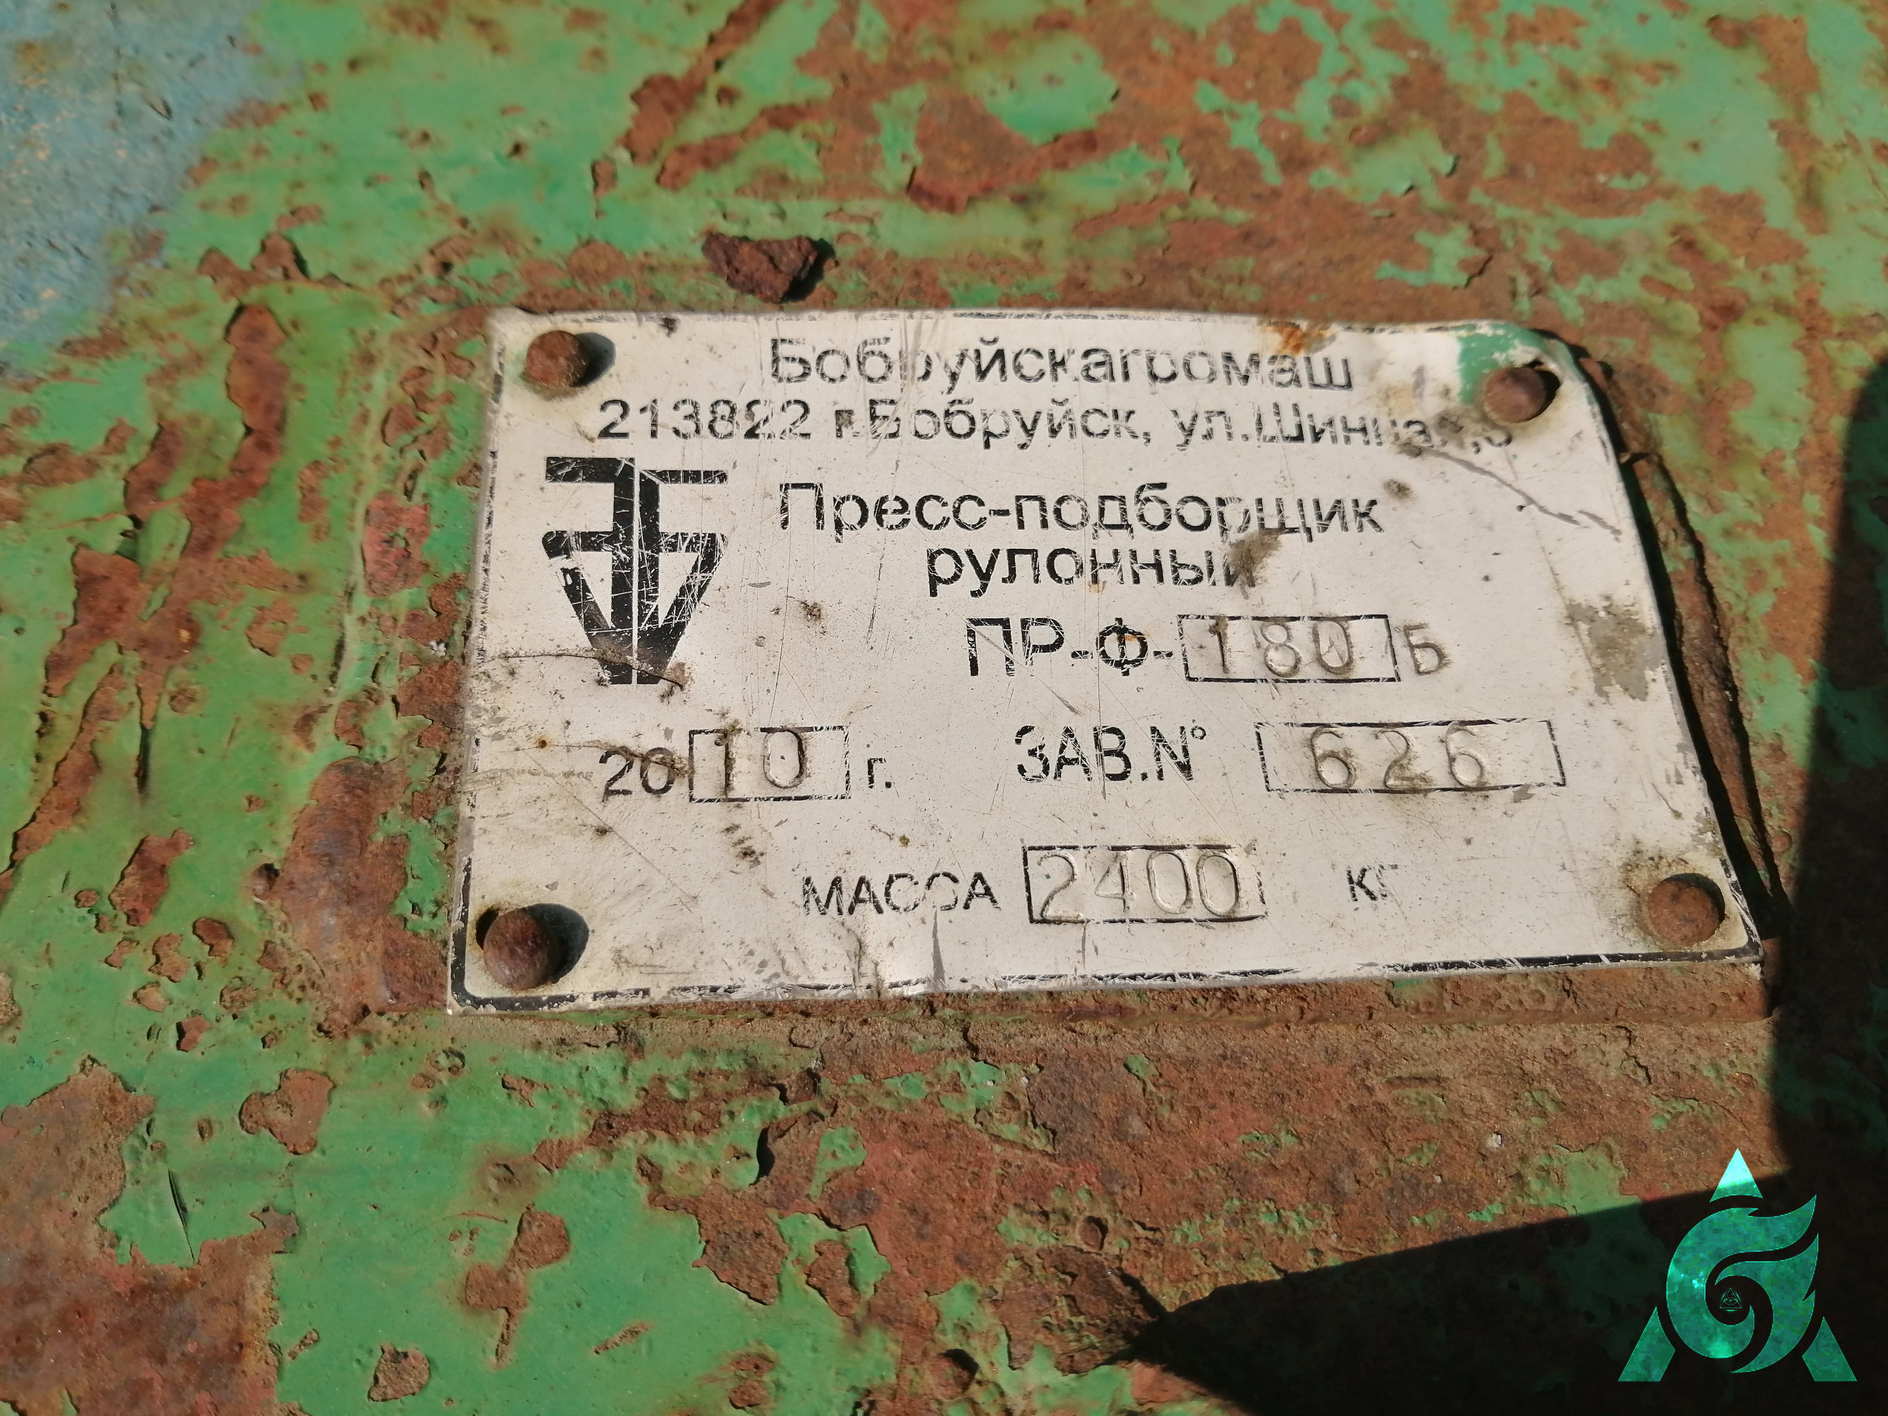 Бобруйскагромаш
213822 г.Бобруйск, ул.Шинная,5
Пресс-подборщик
рулонный
ПР-Ф-180Б
2010 г. ЗАВ.N° 626
МАССА 2400 кг